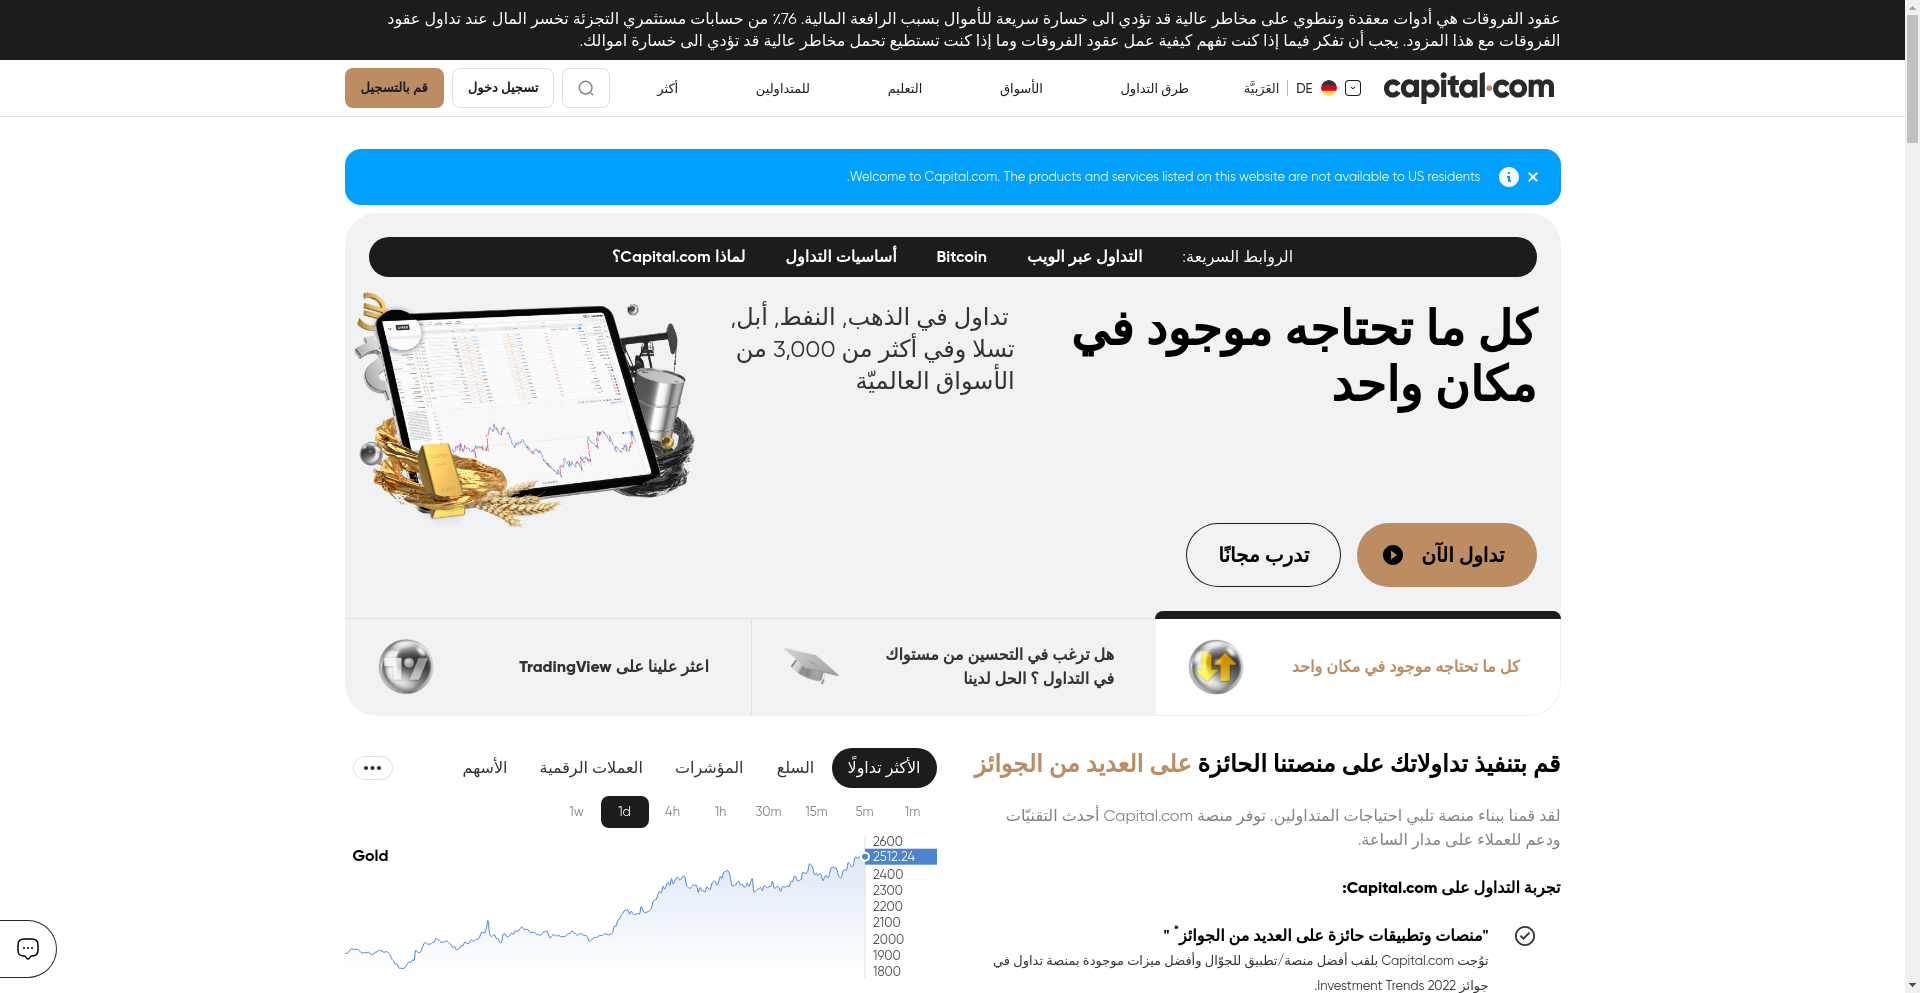 عقود الفروقات هي أدوات معقدة وتنطوي على مخاطر عالية قد تؤدي الى خسارة سريعة للأموال بسبب الرافعة المالية. 76٪ من حسابات مستثمري التجزئة تخسر المال عند تداول عقود
الفروقات مع هذا المزود. يجب أن تفكر فيما إذا كنت تفهم كيفية عمل عقود الفروقات وما إذا كنت تستطيع تحمل مخاطر عالية قد تؤدي الى خسارة اموالك.
capital.com
DE
العَرَبيَّة
طرق التداول
الأسواق
التعليم
للمتداولين
أكثر
تسجيل دخول
قم بالتسجيل
Welcome to Capital.com. The products and services listed on this website are not available to US residents.
الروابط السريعة:
التداول عبر الويب
Bitcoin
أساسيات التداول
لماذا Capital.com؟
كل ما تحتاجه موجود في
مكان واحد
تداول في الذهب, النفط, أبل,
تسلا وفي أكثر من 3,000 من
الأسواق العالميّة
تداول الآن
تدرب مجانًا
كل ما تحتاجه موجود في مكان واحد
هل ترغب في التحسين من مستواك
في التداول ؟ الحل لدينا
اعثر علينا على TradingView
قم بتنفيذ تداولاتك على منصتنا الحائزة على العديد من الجوائز
لقد قمنا ببناء منصة تلبي احتياجات المتداولين. توفر منصة Capital.com أحدث التقنيّات
ودعم للعملاء على مدار الساعة.
تجربة التداول على Capital.com:
"منصات وتطبيقات حائزة على العديد من الجوائز* "
توُجت Capital.com بلقب أفضل منصة/تطبيق للجوّال وأفضل ميزات موجودة بمنصة تداول في
جوائز Investment Trends 2022.
الأكثر تداولًا
السلع
المؤشرات
العملات الرقمية
الأسهم
1m
5m
15m
30m
1h
4h
1d
1w
Gold
2600
2512.24
2400
2300
2200
2100
2000
1900
1800